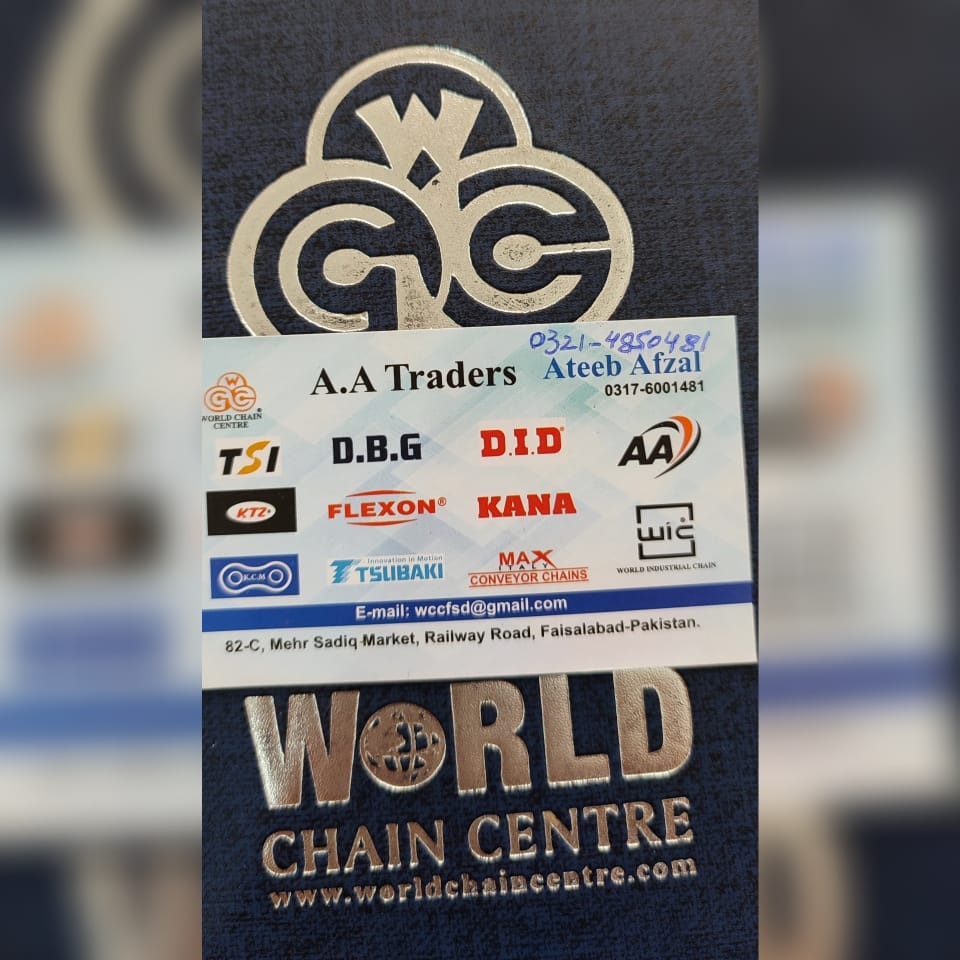 W
C C
0321-4850481
A.A Traders
Ateeb Afzal
0317-6001481
WCC
WORLD CHAIN®
CENTRE
TSI
D.B.G
D.I.D®
AA
KTZ®
FLEXON®
KANA
WiC®
WORLD INDUSTRIAL CHAIN
K.C.M
Innovation in Motion
TSUBAKI
MAX
ITALY
CONVEYOR CHAINS
E-mail: wccfsd@gmail.com
82-C, Mehr Sadiq Market, Railway Road, Faisalabad-Pakistan.
WORLD
CHAIN CENTRE
www.worldchaincentre.com